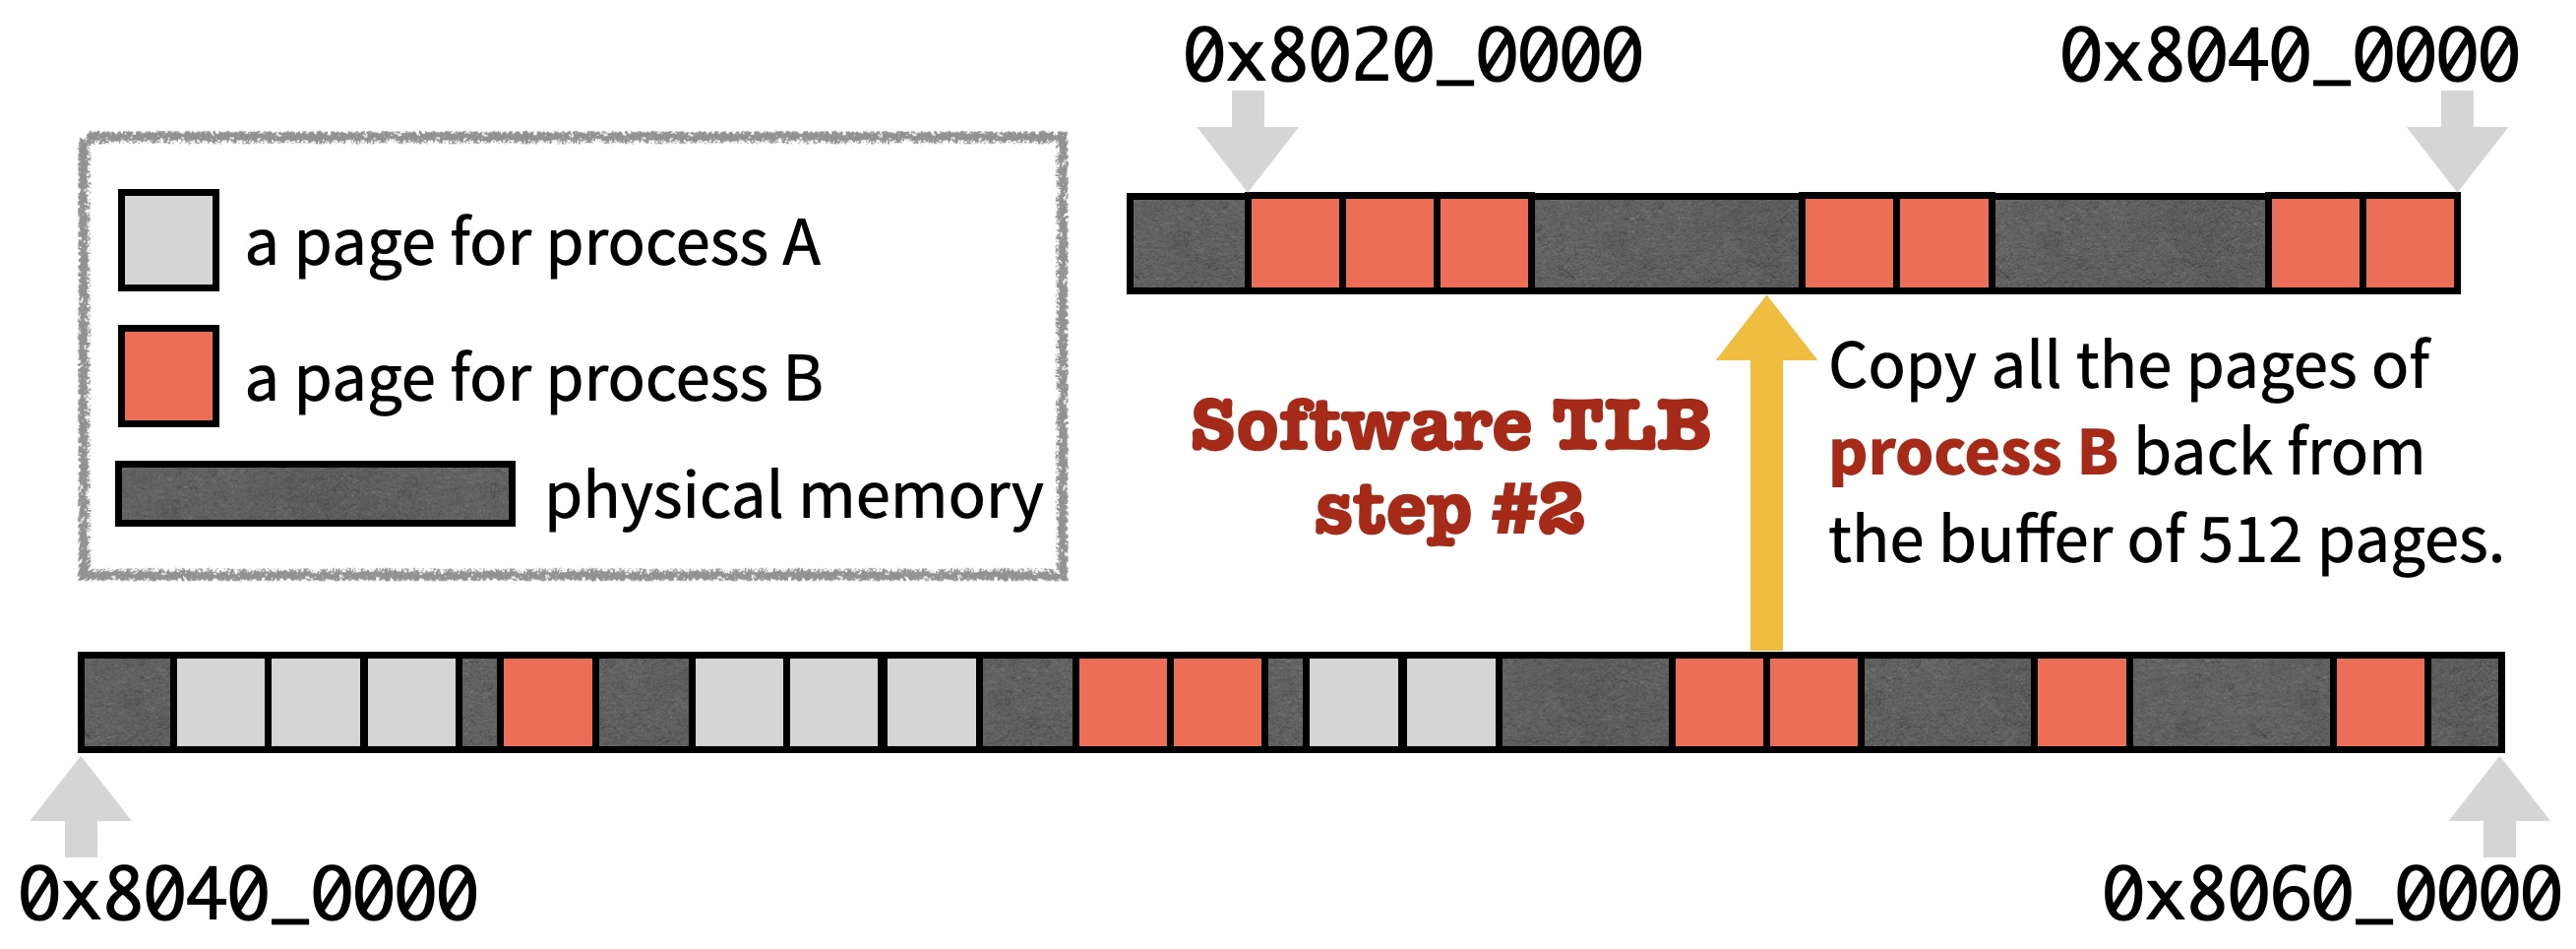 0x8020_0000
0x8040_0000
a page for process A
a page for process B
physical memory
Software TLB
step #2
Copy all the pages of
process B back from
the buffer of 512 pages.
0x8040_0000
0x8060_0000